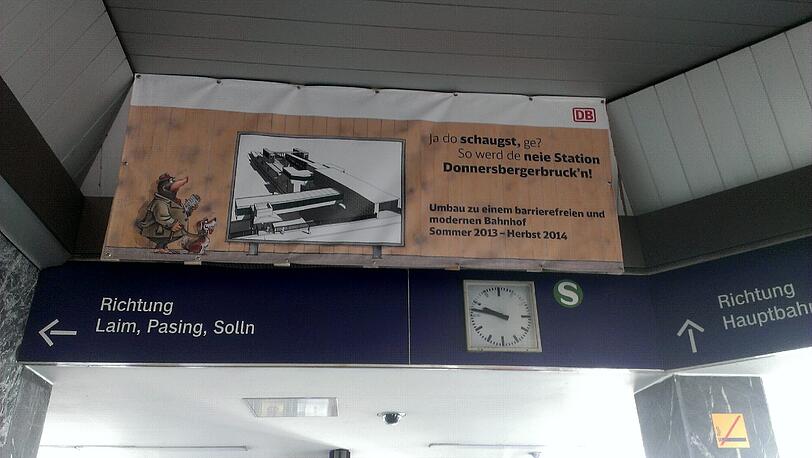 DB
Ja do schaugst, ge?
So werd de neie Station
Donnersbergerbruck'n!
Umbau zu einem barrierefreien und
modernen Bahnhof
Sommer 2013 – Herbst 2014
Richtung
Laim, Pasing, Solln
S
Richtung
Hauptbah